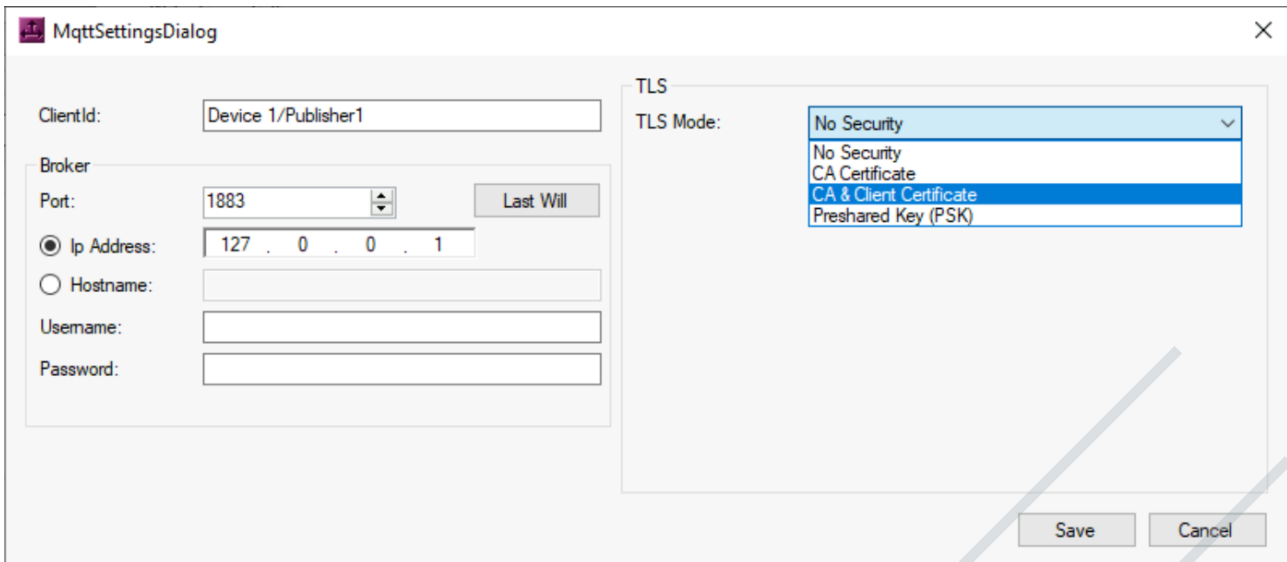 MqttSettingsDialog
ClientId:
Device 1/Publisher1
Broker
Port:
1883
Last Will
Ip Address:
127 . 0 . 0 . 1
Hostname:
Username:
Password:
TLS
TLS Mode:
No Security
No Security
CA Certificate
CA & Client Certificate
Preshared Key (PSK)
Save
Cancel